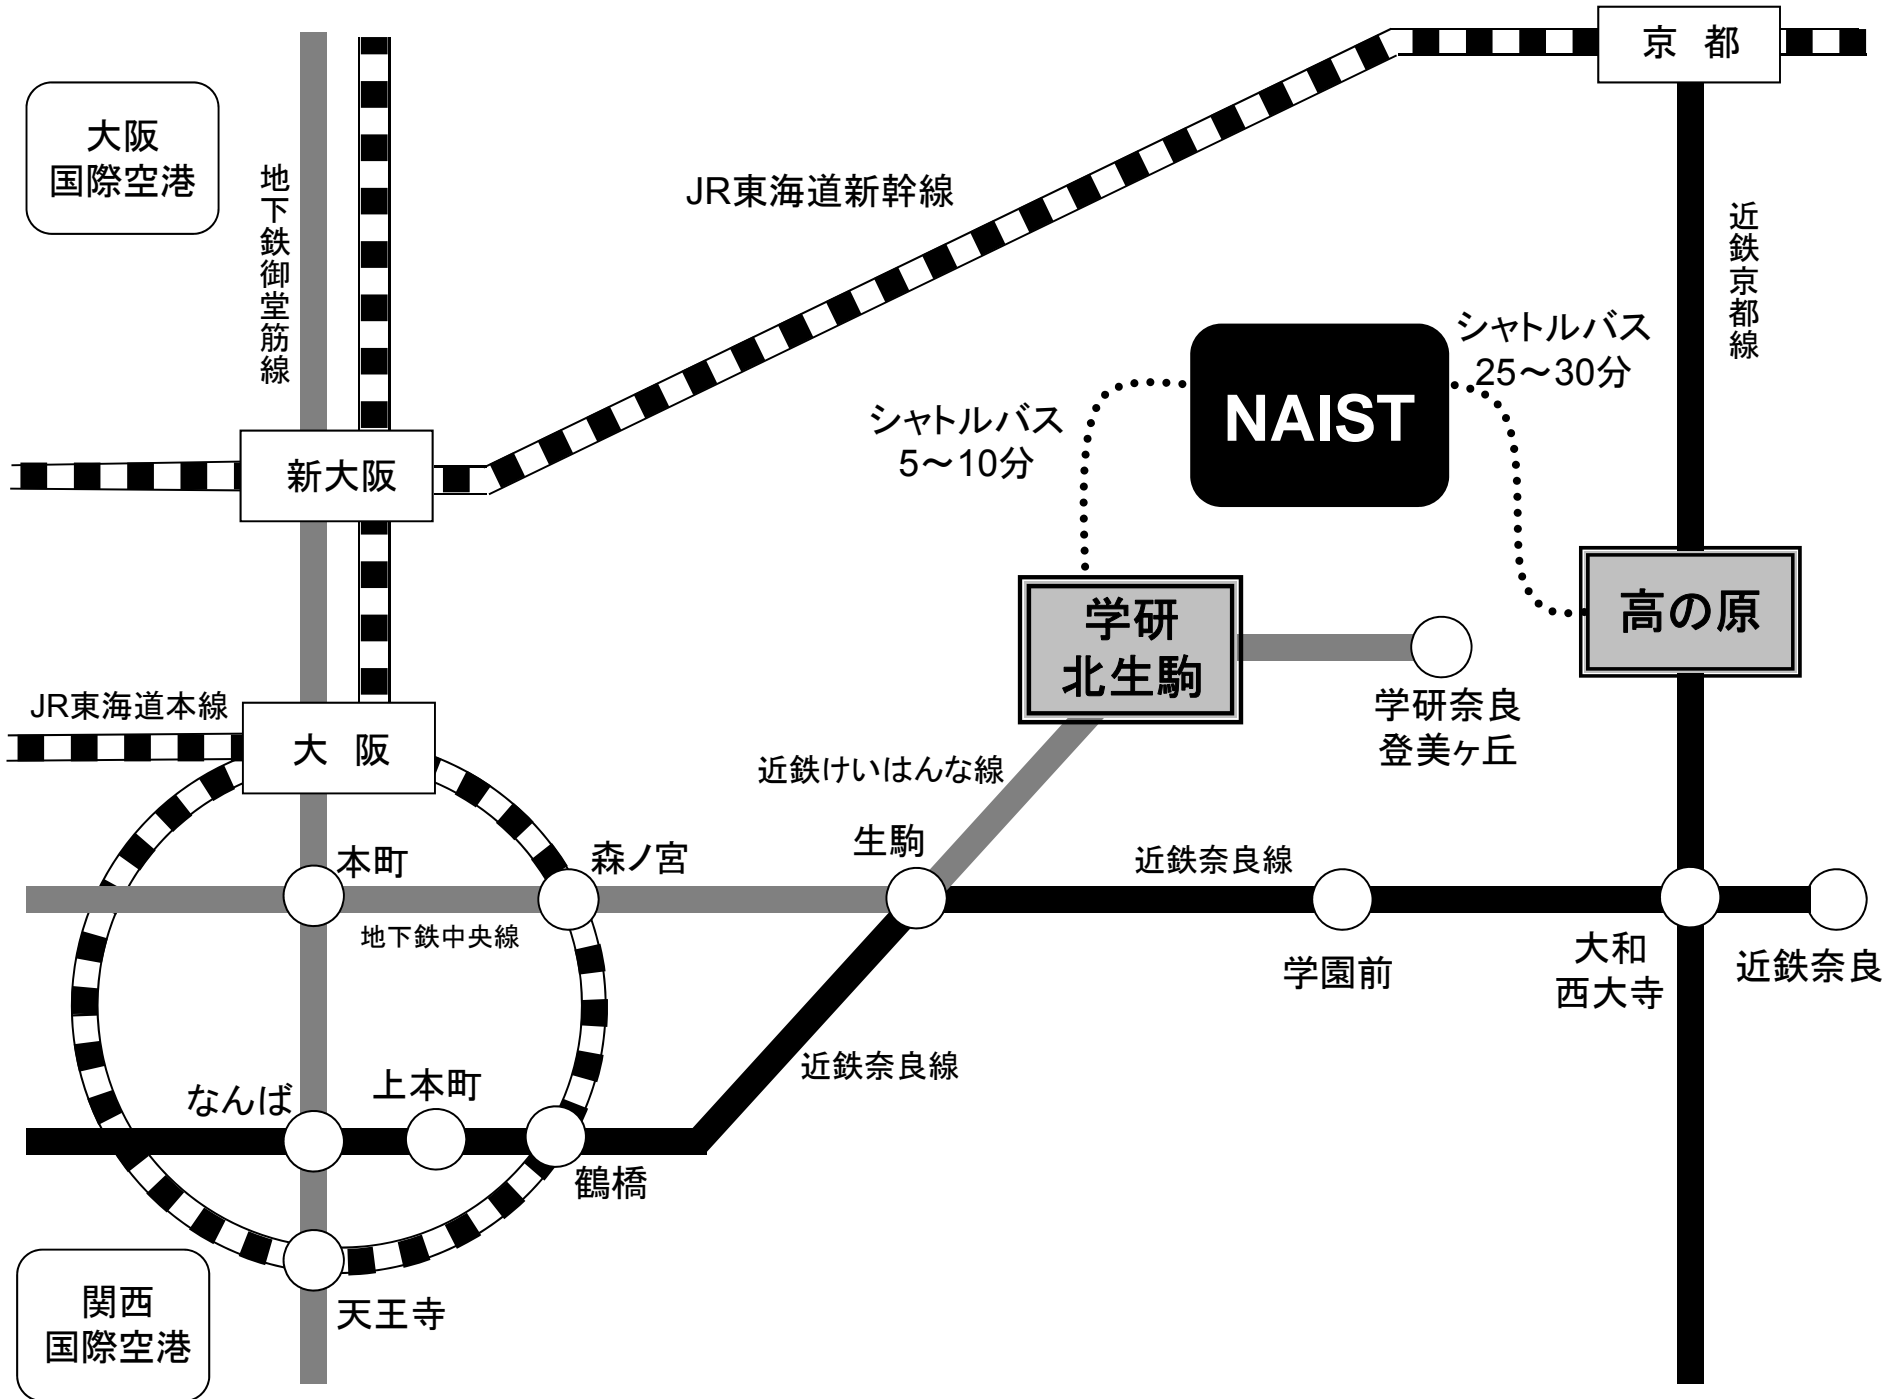 京 都
大阪
国際空港
地下鉄御堂筋線
JR東海道新幹線
近鉄京都線
シャトルバス
25～30分
NAIST
シャトルバス
5～10分
新大阪
学研
北生駒
高の原
JR東海道本線
大 阪
学研奈良
登美ヶ丘
近鉄けいはんな線
本町
森ノ宮
生駒
近鉄奈良線
地下鉄中央線
学園前
大和
西大寺
近鉄奈良
近鉄奈良線
なんば
上本町
鶴橋
天王寺
関西
国際空港